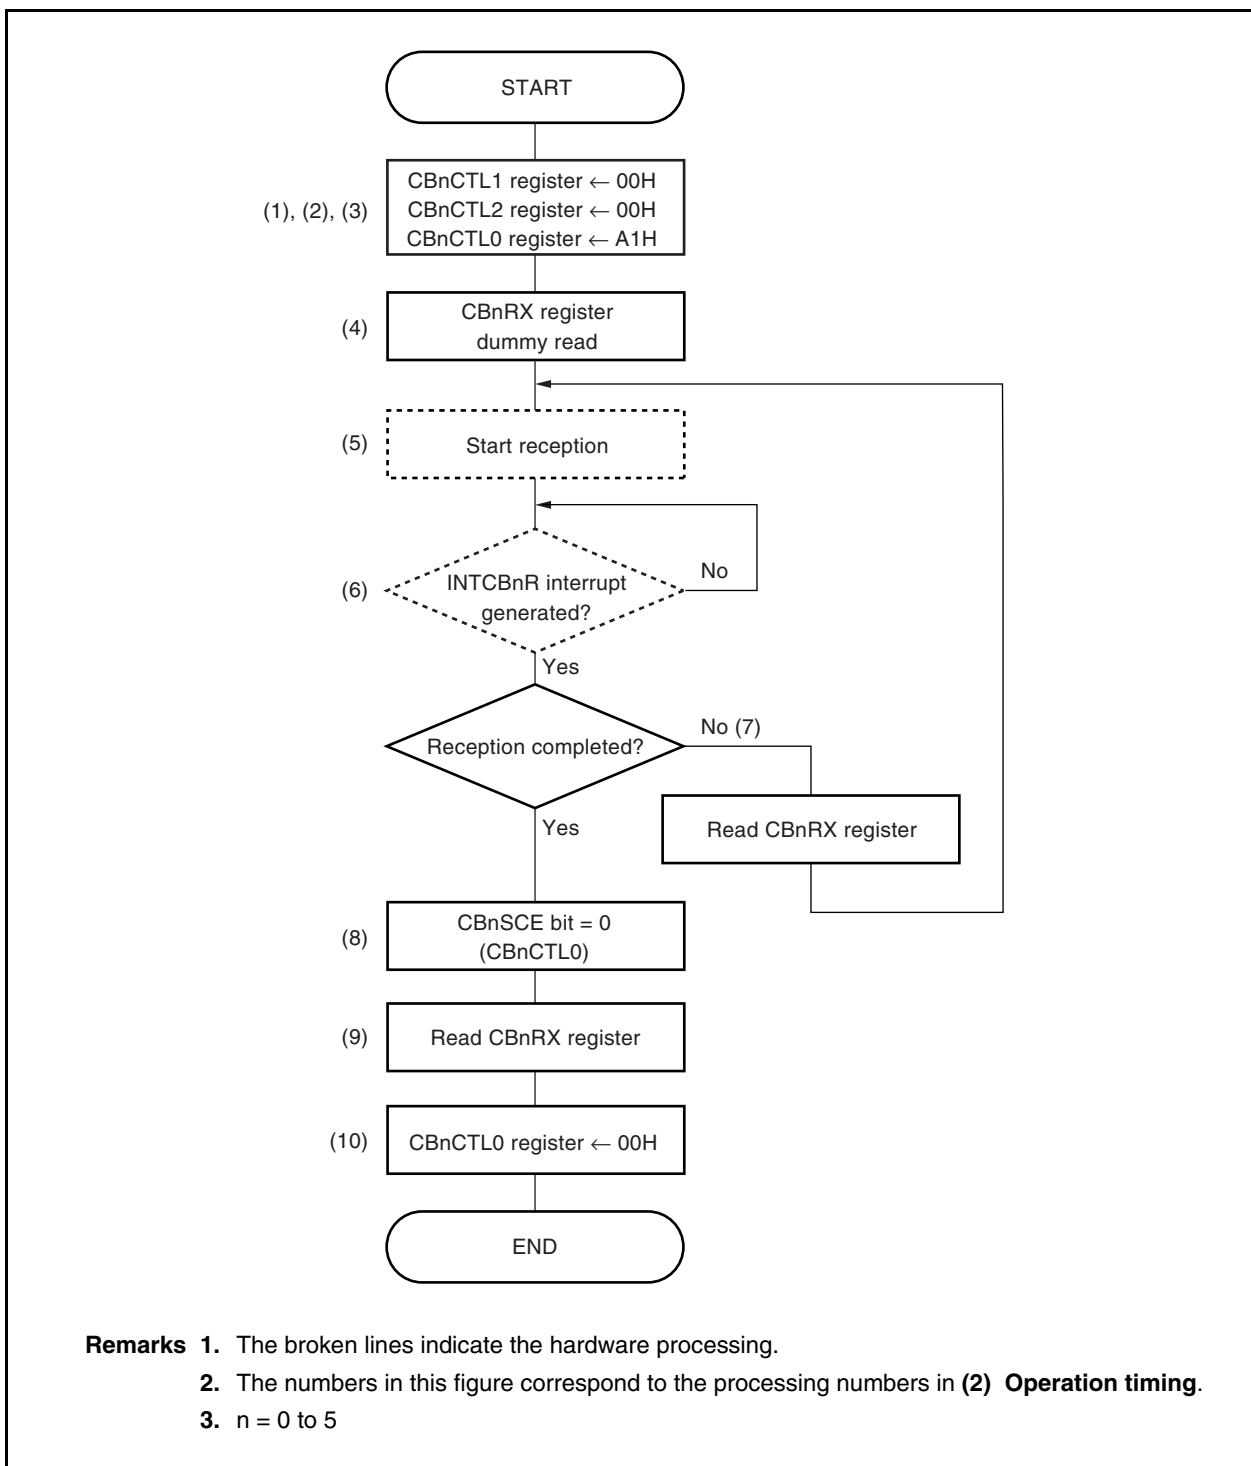 START
(1), (2), (3)
CBnCTL1 register ← 00H
CBnCTL2 register ← 00H
CBnCTL0 register ← A1H
(4)
CBnRX register
dummy read
(5)
Start reception
(6)
INTCBnR interrupt
generated?
No
Yes
Reception completed?
No (7)
Read CBnRX register
Yes
(8)
CBnSCE bit = 0
(CBnCTL0)
(9)
Read CBnRX register
(10)
CBnCTL0 register ← 00H
END
Remarks 1. The broken lines indicate the hardware processing.
2. The numbers in this figure correspond to the processing numbers in (2) Operation timing.
3. n = 0 to 5